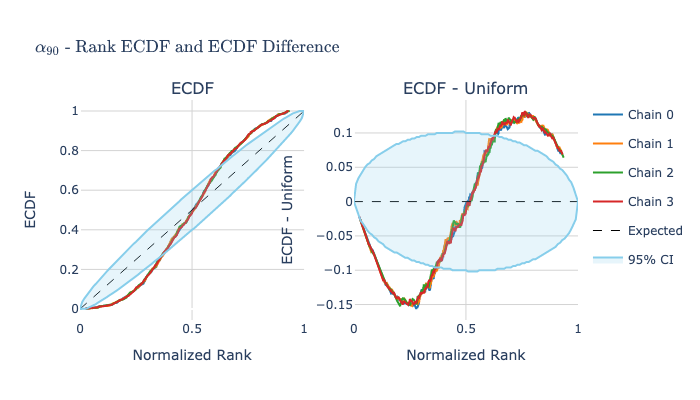 α₉₀ - Rank ECDF and ECDF Difference
ECDF
ECDF - Uniform
ECDF
1
0.8
0.6
0.4
0.2
0
0
0.5
1
Normalized Rank
ECDF - Uniform
0.1
0.05
0
−0.05
−0.1
−0.15
0
0.5
1
Normalized Rank
Chain 0
Chain 1
Chain 2
Chain 3
Expected
95% CI